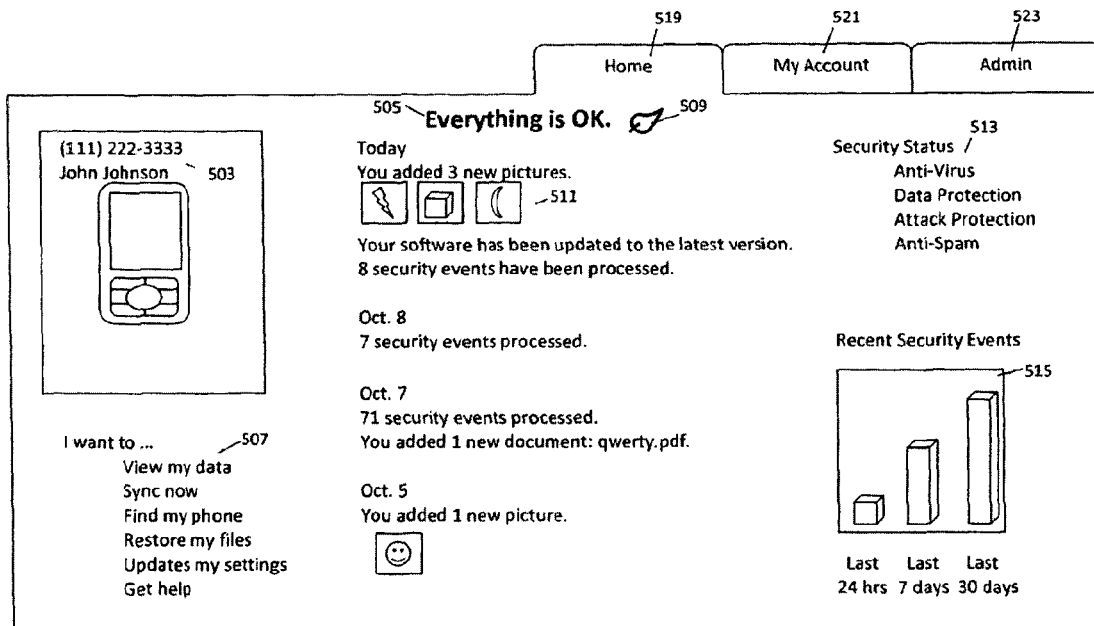 519
521
523
Home
My Account
Admin
505
Everything is OK.
509
(111) 222-3333
John Johnson
503
I want to ...
507
View my data
Sync now
Find my phone
Restore my files
Updates my settings
Get help
Today
You added 3 new pictures.
511
Your software has been updated to the latest version.
8 security events have been processed.
Oct. 8
7 security events processed.
Oct. 7
71 security events processed.
You added 1 new document: qwerty.pdf.
Oct. 5
You added 1 new picture.
513
Security Status
Anti-Virus
Data Protection
Attack Protection
Anti-Spam
Recent Security Events
515
Last Last Last
24 hrs 7 days 30 days